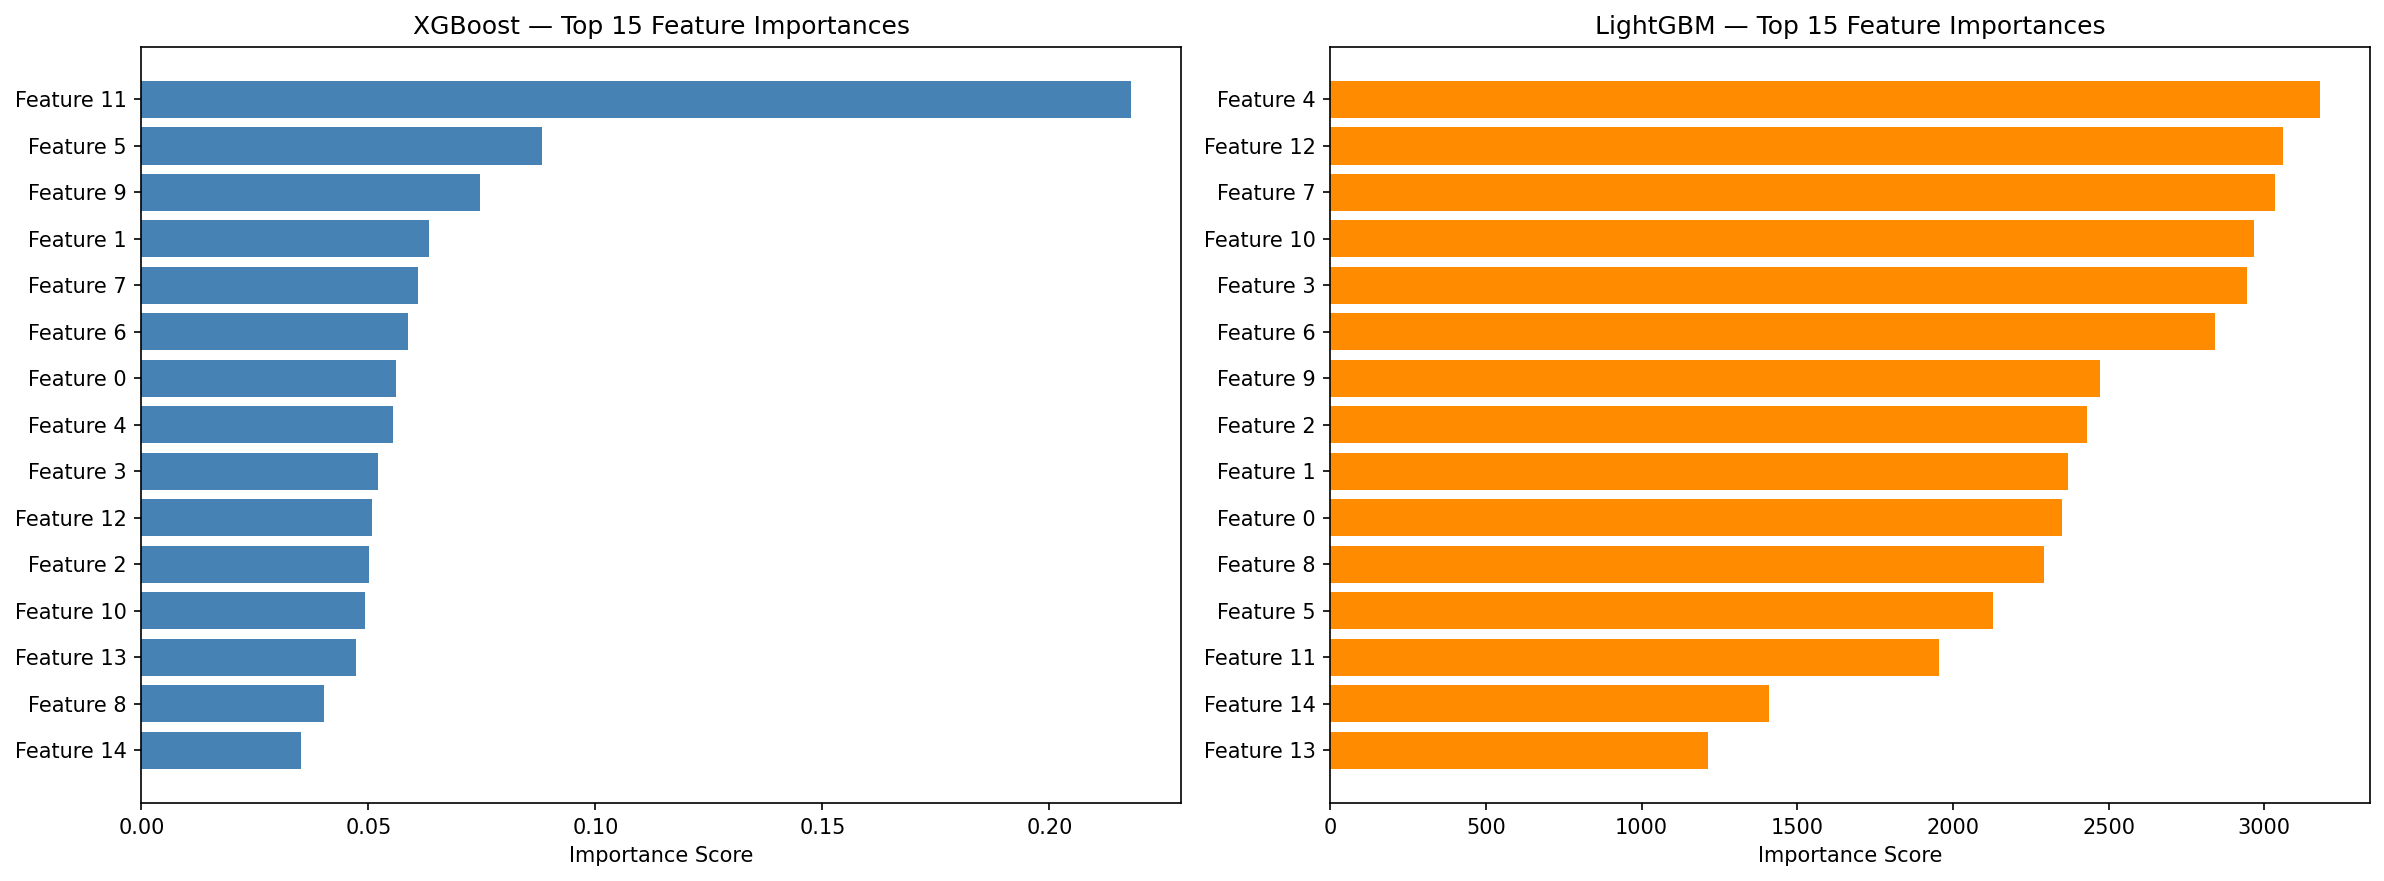 XGBoost — Top 15 Feature Importances
Feature 11
Feature 5
Feature 9
Feature 1
Feature 7
Feature 6
Feature 0
Feature 4
Feature 3
Feature 12
Feature 2
Feature 10
Feature 13
Feature 8
Feature 14
0.00 0.05 0.10 0.15 0.20
Importance Score
LightGBM — Top 15 Feature Importances
Feature 4
Feature 12
Feature 7
Feature 10
Feature 3
Feature 6
Feature 9
Feature 2
Feature 1
Feature 0
Feature 8
Feature 5
Feature 11
Feature 14
Feature 13
0 500 1000 1500 2000 2500 3000
Importance Score